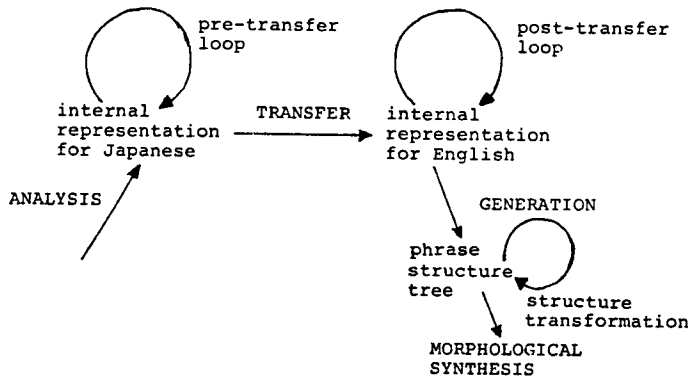 pre-transfer
loop
post-transfer
loop
internal
representation
for Japanese
TRANSFER
internal
representation
for English
ANALYSIS
GENERATION
phrase
structure
tree
structure
transformation
MORPHOLOGICAL
SYNTHESIS